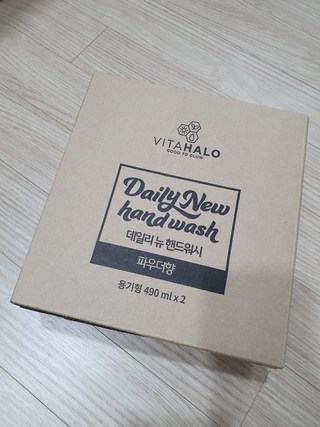 VITAHALO
GOOD TO GLOW
Daily New
hand wash
데일리 뉴 핸드워시
파우더향
용기형 490 ml x 2